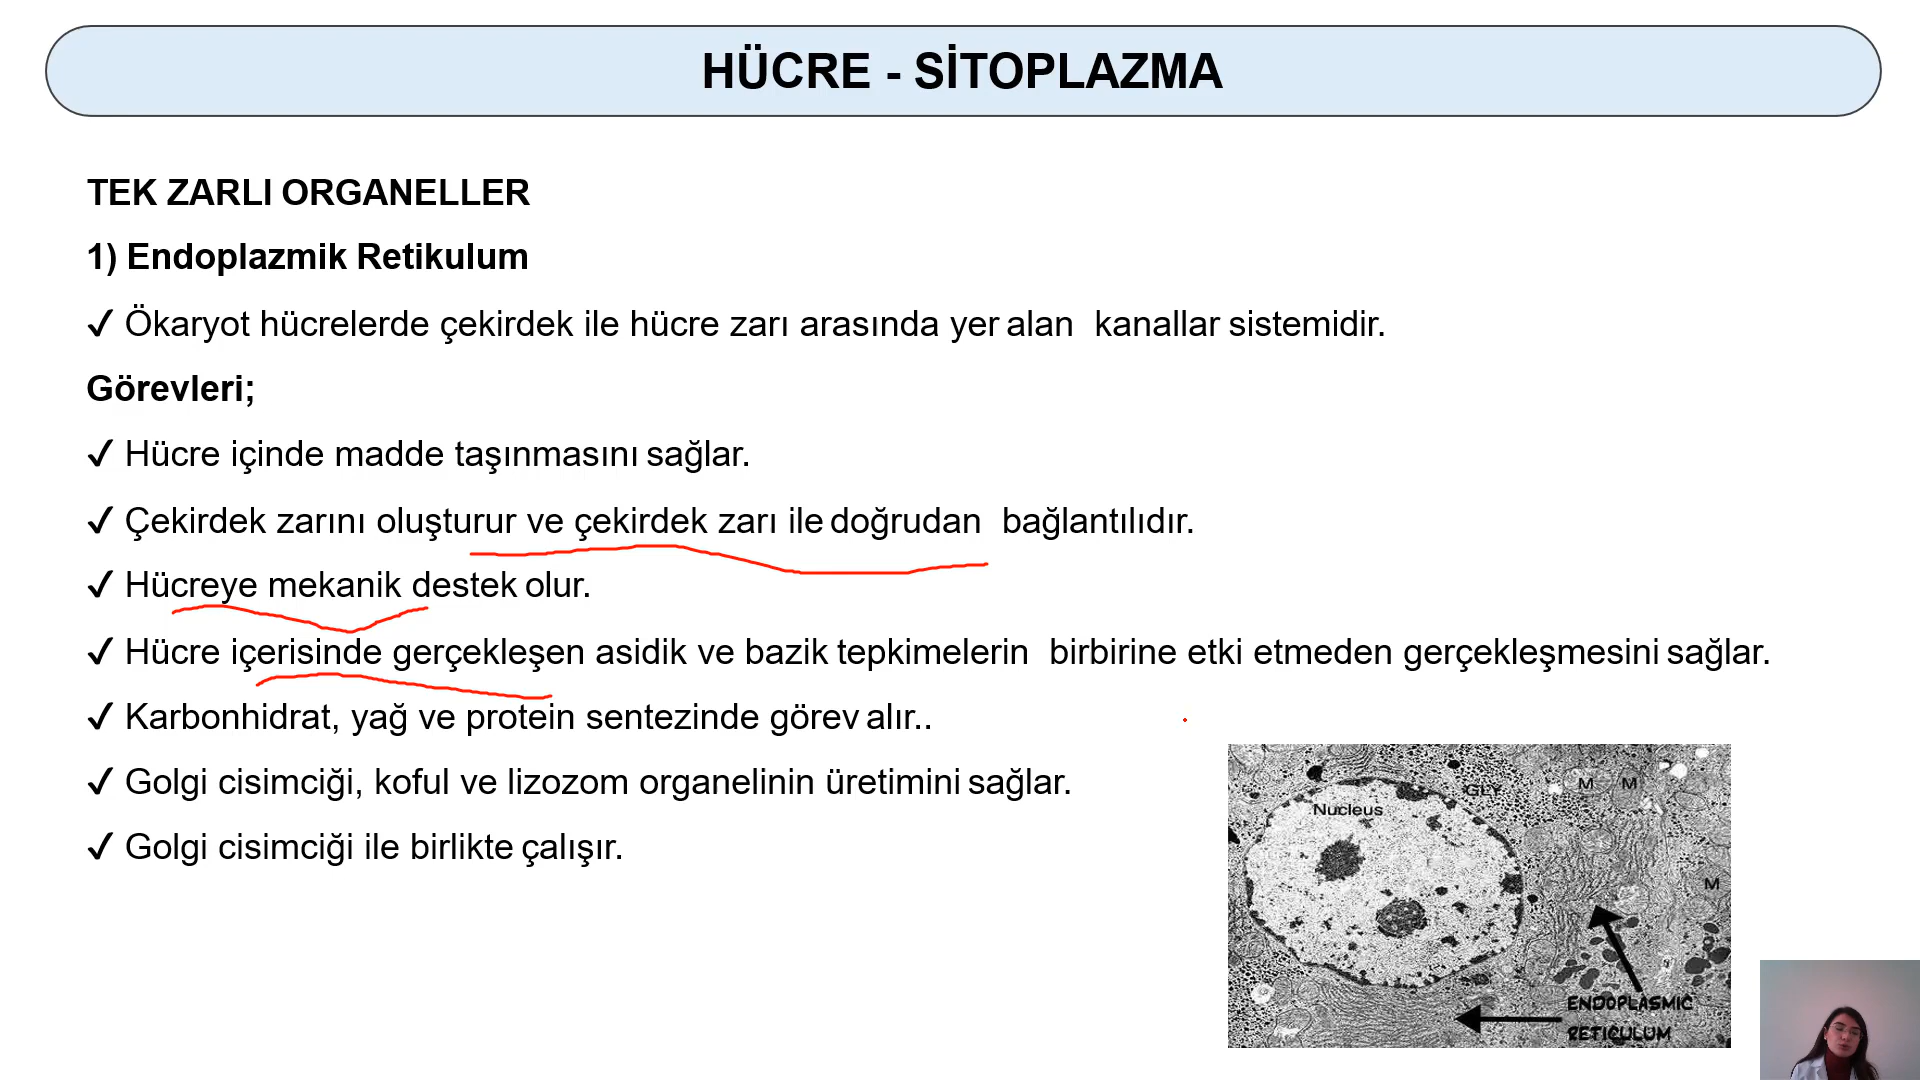 HÜCRE - SİTOPLAZMA
TEK ZARLI ORGANELLER
1) Endoplazmik Retikulum
✓ Ökaryot hücrelerde çekirdek ile hücre zarı arasında yer alan kanallar sistemidir.
Görevleri;
✓ Hücre içinde madde taşınmasını sağlar.
✓ Çekirdek zarını oluşturur ve çekirdek zarı ile doğrudan bağlantılıdır.
✓ Hücreye mekanik destek olur.
✓ Hücre içerisinde gerçekleşen asidik ve bazik tepkimelerin birbirine etki etmeden gerçekleşmesini sağlar.
✓ Karbonhidrat, yağ ve protein sentezinde görev alır..
✓ Golgi cisimciği, koful ve lizozom organelinin üretimini sağlar.
✓ Golgi cisimciği ile birlikte çalışır.
GLY M M
Nucleus
M
ENDOPLASMIC
RETICULUM